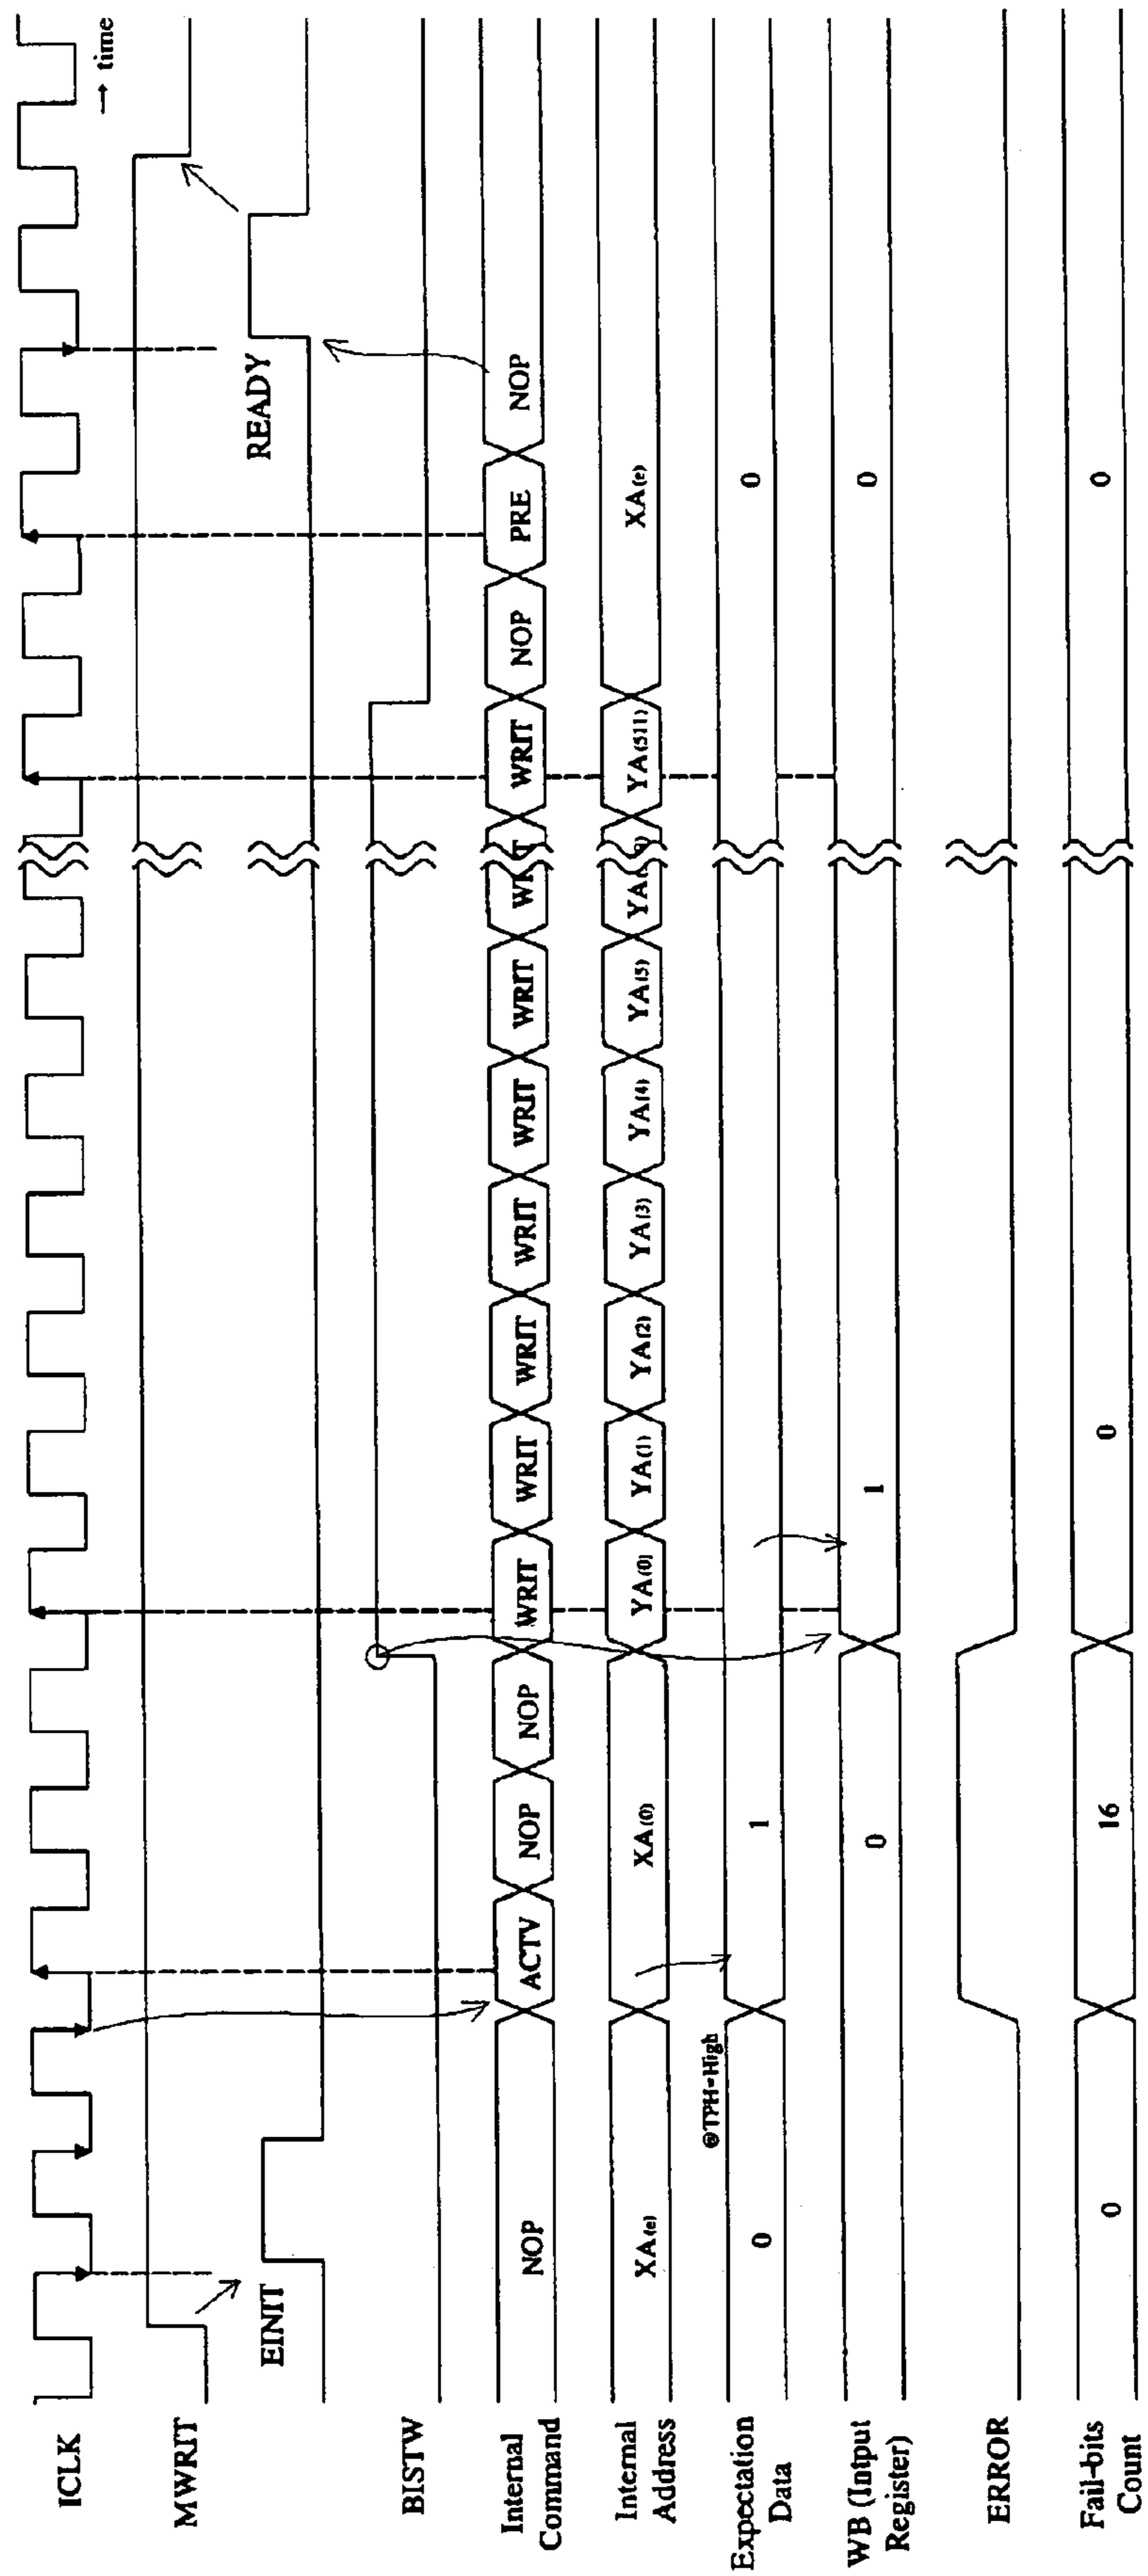 ICLK
→ time
MWRIT
EINIT
READY
BISTW
Internal
Command
NOP ACTV NOP NOP WRIT WRIT WRIT WRIT WRIT WRIT WRIT NOP PRE NOP
Internal
Address
XA(e) XA(0) YA(0) YA(1) YA(2) YA(3) YA(4) YA(5) YA(511) XA(e)
@TPH=High
Expectation
Data
0 1 0
WB (Intput
Register)
0 1 0
ERROR
Fail-bits
Count
0 16 0 0